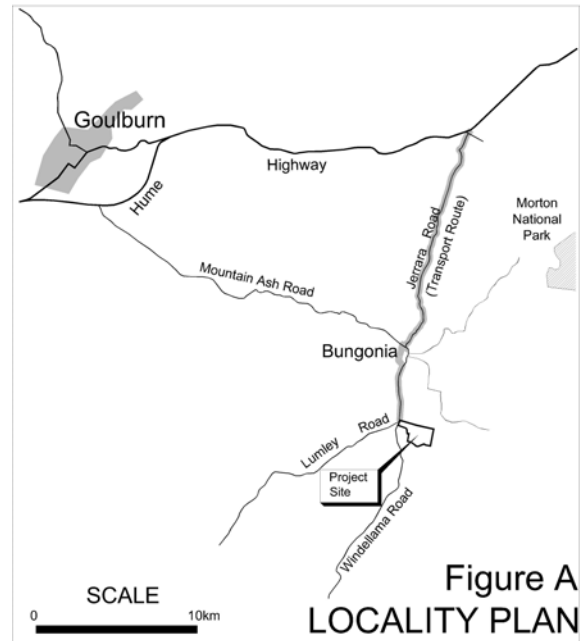 Goulburn
Highway
Hume
Morton
National
Park
Jerrara Road
(Transport Route)
Mountain Ash Road
Bungonia
Lumley Road
Project
Site
Windellama Road
SCALE
0 10km
Figure A
LOCALITY PLAN